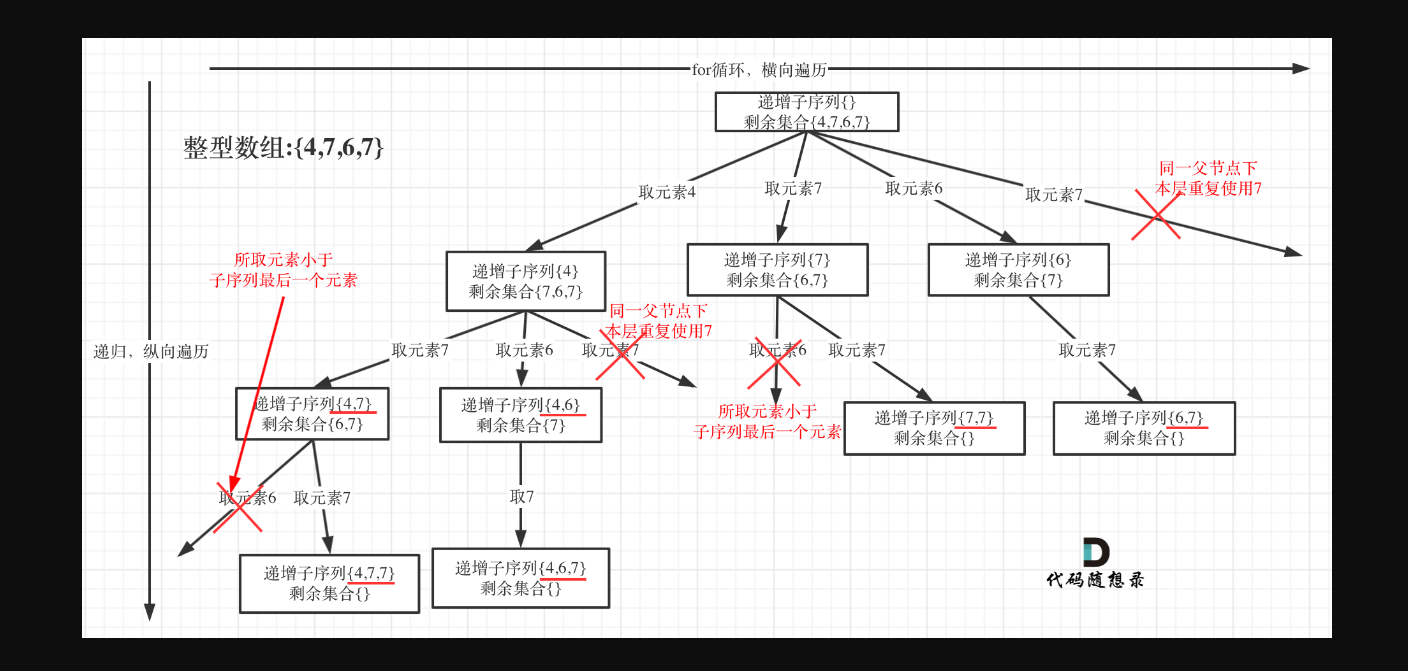 for循环，横向遍历
递增子序列{}
剩余集合{4,7,6,7}
整型数组:{4,7,6,7}
同一父节点下
本层重复使用7
取元素4
取元素7
取元素6
取元素7
所取元素小于
子序列最后一个元素
递增子序列{4}
剩余集合{7,6,7}
递增子序列{7}
剩余集合{6,7}
递增子序列{6}
剩余集合{7}
同一父节点下
本层重复使用7
递归，纵向遍历
取元素7
取元素6
取元素7
取元素6
取元素7
取元素7
递增子序列{4,7}
剩余集合{6,7}
递增子序列{4,6}
剩余集合{7}
所取元素小于
子序列最后一个元素
递增子序列{7,7}
剩余集合{}
递增子序列{6,7}
剩余集合{}
取元素6
取元素7
取7
递增子序列{4,7,7}
剩余集合{}
递增子序列{4,6,7}
剩余集合{}
代码随想录